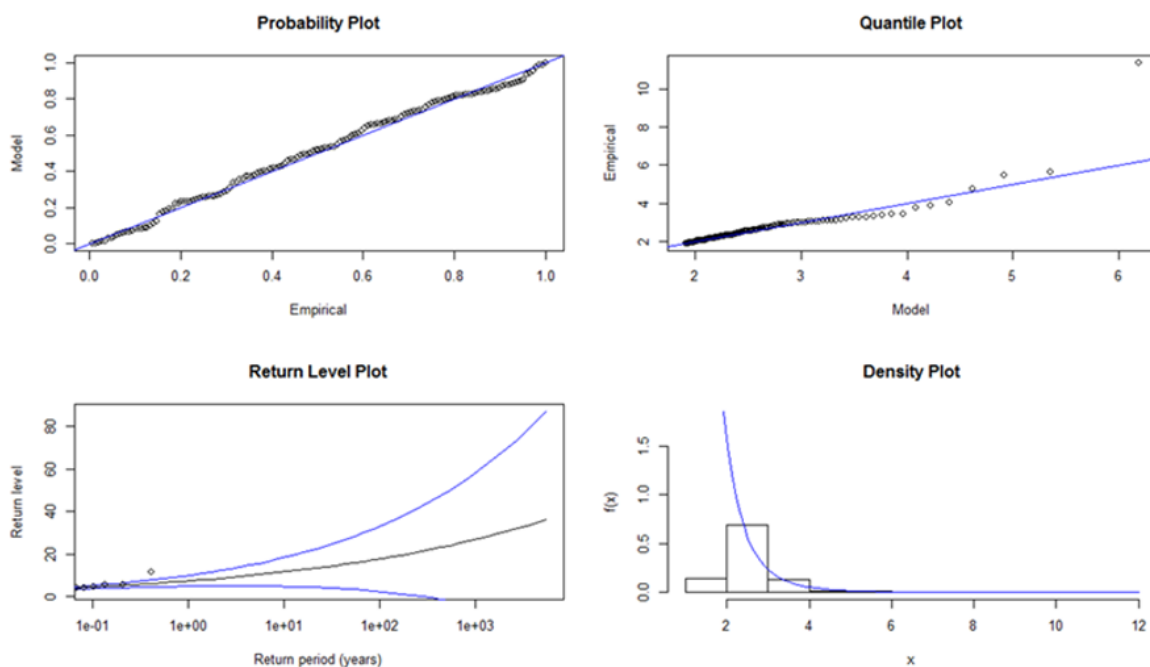 Probability Plot
Model
0.0 0.2 0.4 0.6 0.8 1.0
0.0 0.2 0.4 0.6 0.8 1.0
Empirical
Quantile Plot
Empirical
2 4 6 8 10
2 3 4 5 6
Model
Return Level Plot
Return level
0 20 40 60 80
1e-01 1e+00 1e+01 1e+02 1e+03
Return period (years)
Density Plot
f(x)
0.0 0.5 1.0 1.5
2 4 6 8 10 12
x